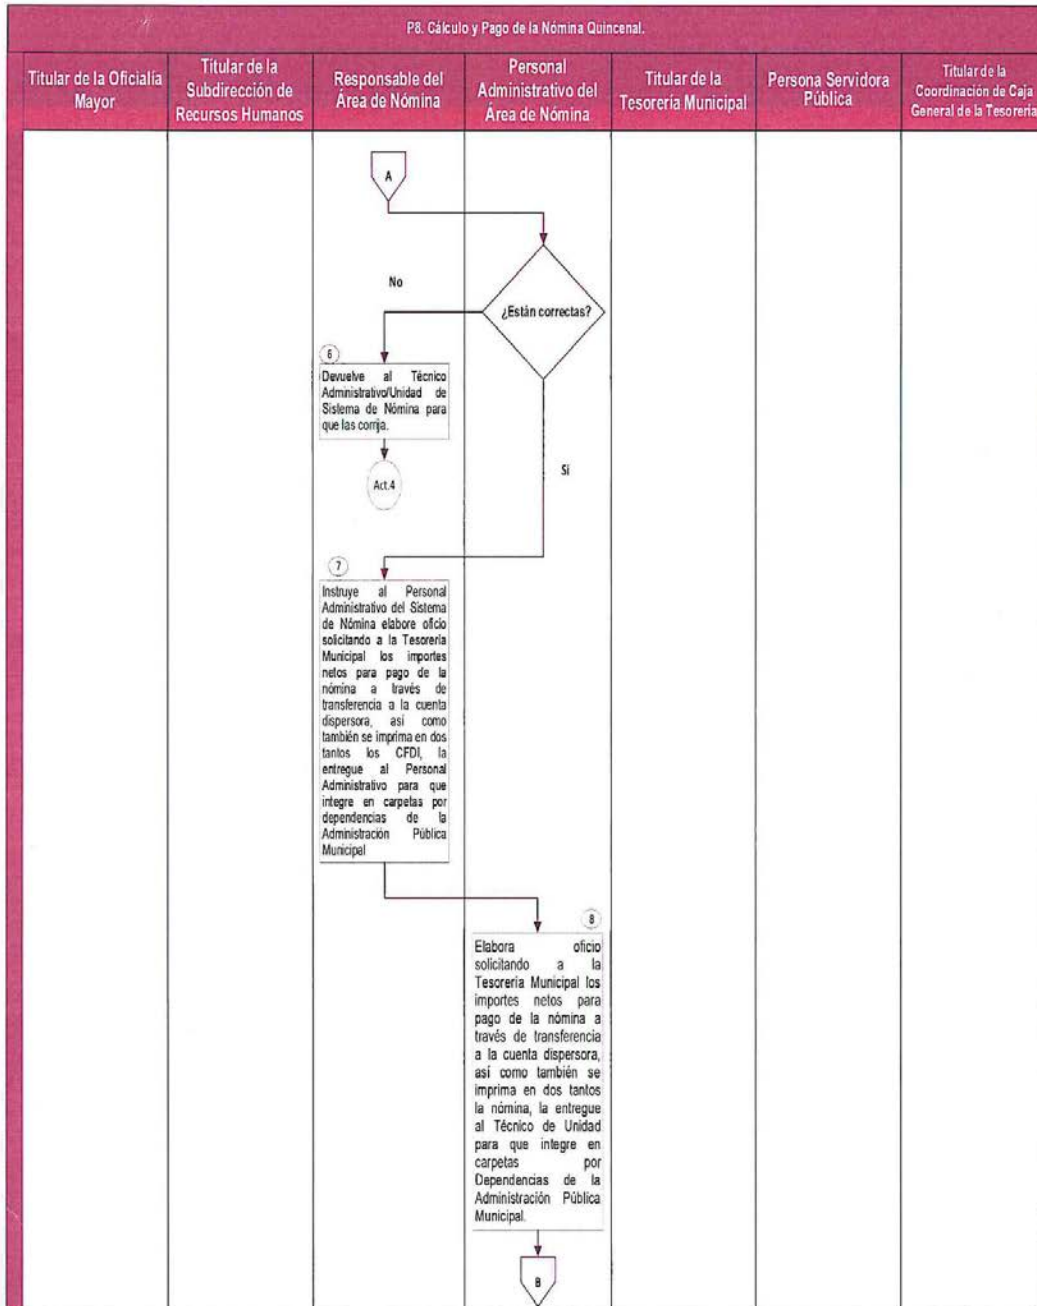 P8. Cálculo y Pago de la Nómina Quincenal.
Titular de la Oficialía
Mayor
Titular de la
Subdirección de
Recursos Humanos
Responsable del
Área de Nómina
Personal
Administrativo del
Área de Nómina
Titular de la
Tesorería Municipal
Persona Servidora
Pública
Titular de la
Coordinación de Caja
General de la Tesorería
A
¿Están correctas?
No
6
Devuelve al Técnico
Administrativo/Unidad de
Sistema de Nómina para
que las corrija.
Act.4
Sí
7
Instruye al Personal
Administrativo del Sistema
de Nómina elabore oficio
solicitando a la Tesorería
Municipal los importes
netos para pago de la
nómina a través de
transferencia a la cuenta
dispersora, así como
también se imprima en dos
tantos los CFDI, la
entregue al Personal
Administrativo para que
integre en carpetas por
dependencias de la
Administración Pública
Municipal
8
Elabora oficio
solicitando a la
Tesorería Municipal los
importes netos para
pago de la nómina a
través de transferencia
a la cuenta dispersora,
así como también se
imprima en dos tantos
la nómina, la entregue
al Técnico de Unidad
para que integre en
carpetas por
Dependencias de la
Administración Pública
Municipal.
B